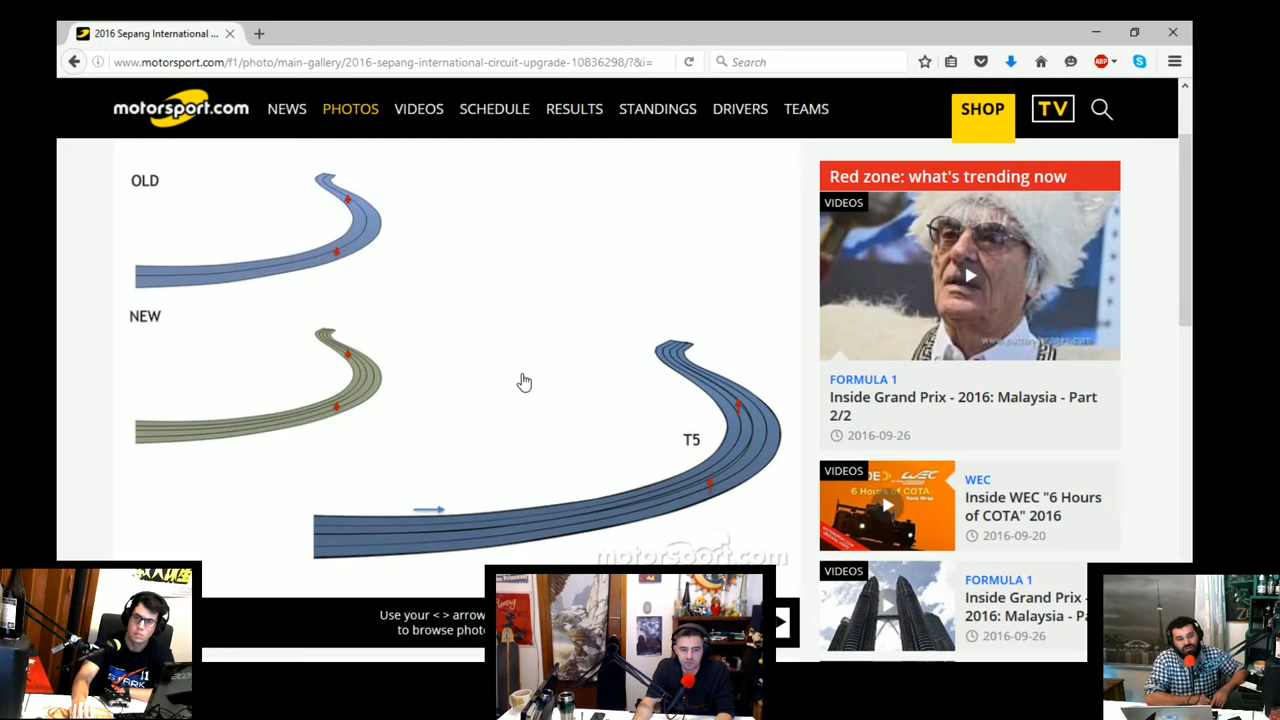 2016 Sepang International ...
www.motorsport.com/f1/photo/main-gallery/2016-sepang-international-circuit-upgrade-10836298/?&i=
Search
ABP
motorsport.com
NEWS
PHOTOS
VIDEOS
SCHEDULE
RESULTS
STANDINGS
DRIVERS
TEAMS
SHOP
TV
OLD
NEW
T5
motorsport.com
Use your < > arrow
to browse phot
Red zone: what's trending now
VIDEOS
FORMULA 1
Inside Grand Prix - 2016: Malaysia - Part
2/2
2016-09-26
VIDEOS
WEC
6 Hours of COTA
WEC
Inside WEC "6 Hours
of COTA" 2016
2016-09-20
VIDEOS
FORMULA 1
Inside Grand Prix -
2016: Malaysia - P
2016-09-26
STARK